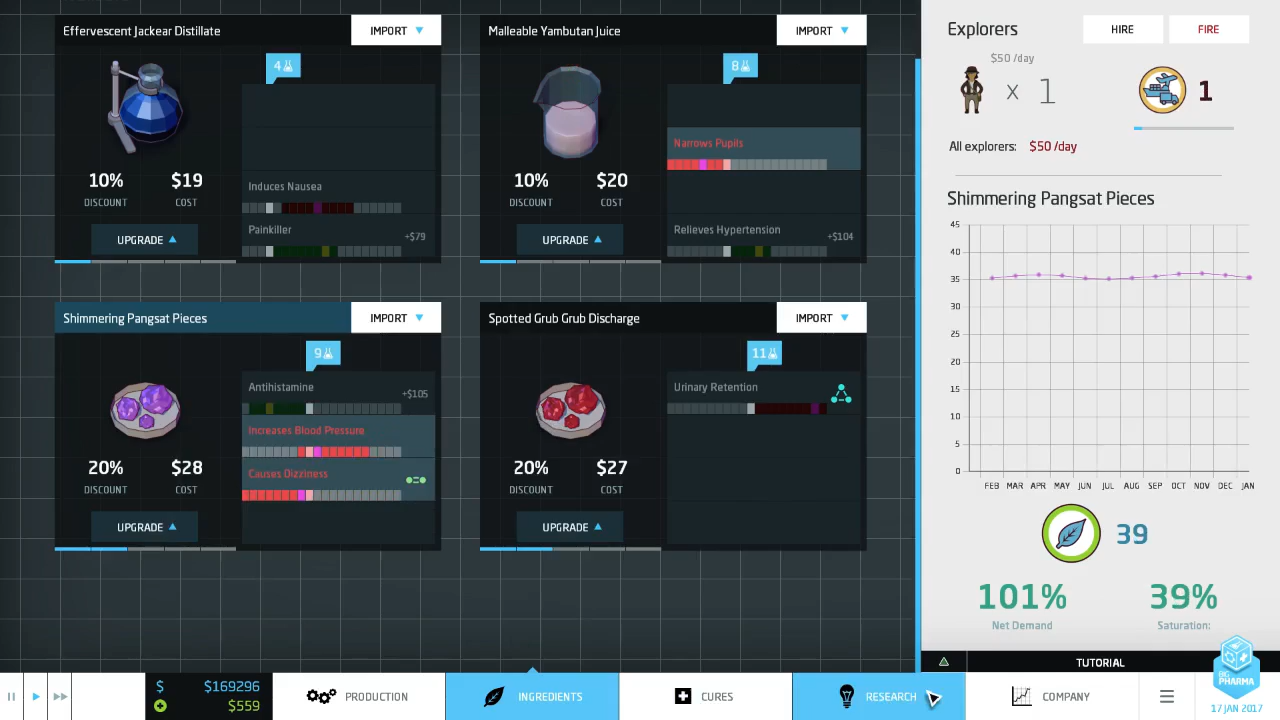 Effervescent Jackear Distillate
IMPORT
4
Induces Nausea
Painkiller
+$79
10%
$19
DISCOUNT
COST
UPGRADE
Malleable Yambutan Juice
IMPORT
8
Narrows Pupils
Relieves Hypertension
+$104
10%
$20
DISCOUNT
COST
UPGRADE
Shimmering Pangsat Pieces
IMPORT
9
Antihistamine
+$105
Increases Blood Pressure
Causes Dizziness
20%
$28
DISCOUNT
COST
UPGRADE
Spotted Grub Grub Discharge
IMPORT
11
Urinary Retention
20%
$27
DISCOUNT
COST
UPGRADE
Explorers
HIRE
FIRE
$50 /day
X 1
1
All explorers: $50 /day
Shimmering Pangsat Pieces
45
40
35
30
25
20
15
10
5
0
FEB MAR APR MAY JUN JUL AUG SEP OCT NOV DEC JAN
39
101%
39%
Net Demand
Saturation:
TUTORIAL
$ $169296
$559
PRODUCTION
INGREDIENTS
CURES
RESEARCH
COMPANY
BIG PHARMA
17 JAN 2017